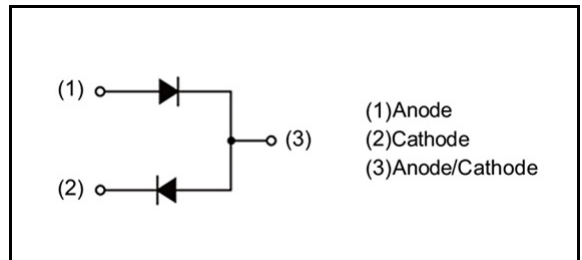 (1)
(3)
(2)
(1)Anode
(2)Cathode
(3)Anode/Cathode